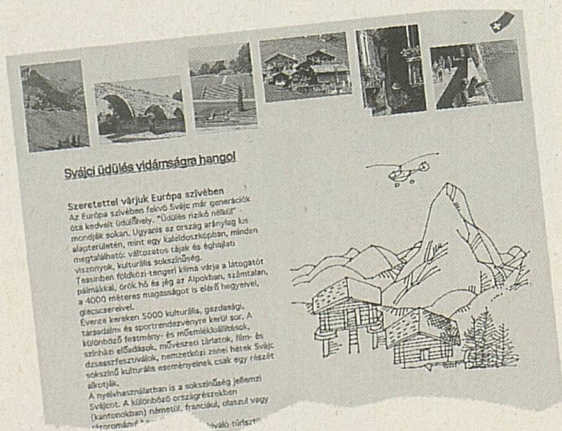 Svájci üdülés vidámságra hangol
Szeretettel várjuk Európa szívében
Az Európa szívében fekvő Svájc már generációk
óta kedvelt üdülőhely. "Üdülés rizikó nélkül" -
mondják sokan. Ugyanis az ország aránylag kis
alapterületén, mint egy kaleidoszkópban, minden
megtalálható: változatos tájak és éghajlati
viszonyok, kulturális sokszínűség.
Tessinben földközi-tengeri klíma várja a látogatót
pálmákkal, örök hó és jég az Alpokban, számtalan,
a 4000 méteres magasságot is elérő hegyeivel,
gleccsereivel.
Évente kereken 5000 kulturális, gazdasági,
társadalmi és sportrendezvényre kerül sor. A
különböző festmény- és műemlékkiállítások,
színházi előadások, művészeti tárlatok, film- és
dzsesszfesztiválok, nemzetközi zenei hetek Svájc
sokszínű kulturális eseményeinek csak egy részét
alkotják.
A nyelvhasználatban is a sokszínűség jellemzi
Svájcot. A különböző országrészekben
(kantonokban) németül, franciául, olaszul vagy